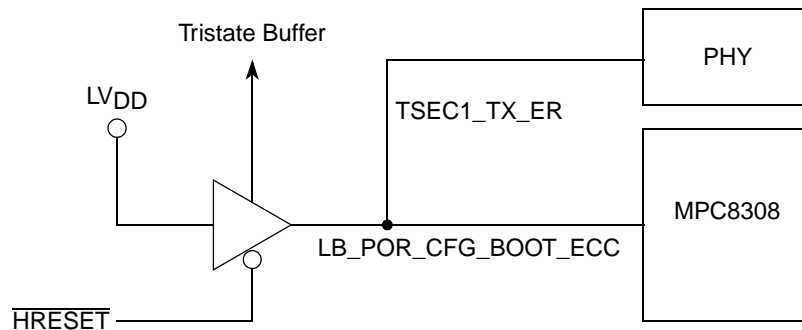 Tristate Buffer
PHY
LVDD
TSEC1_TX_ER
MPC8308
LB_POR_CFG_BOOT_ECC
HRESET